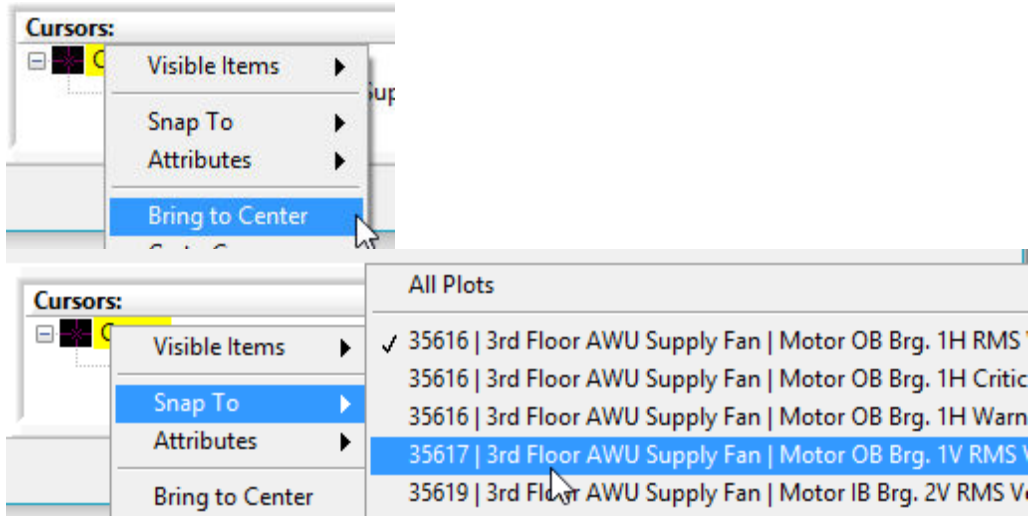 Cursors:
C
Visible Items
Sup
Snap To
Attributes
Bring to Center
All Plots
Cursors:
C
Visible Items
✓ 35616 | 3rd Floor AWU Supply Fan | Motor OB Brg. 1H RMS
35616 | 3rd Floor AWU Supply Fan | Motor OB Brg. 1H Critic
Snap To
35616 | 3rd Floor AWU Supply Fan | Motor OB Brg. 1H Warn
Attributes
35617 | 3rd Floor AWU Supply Fan | Motor OB Brg. 1V RMS V
Bring to Center
35619 | 3rd Floor AWU Supply Fan | Motor IB Brg. 2V RMS Ve